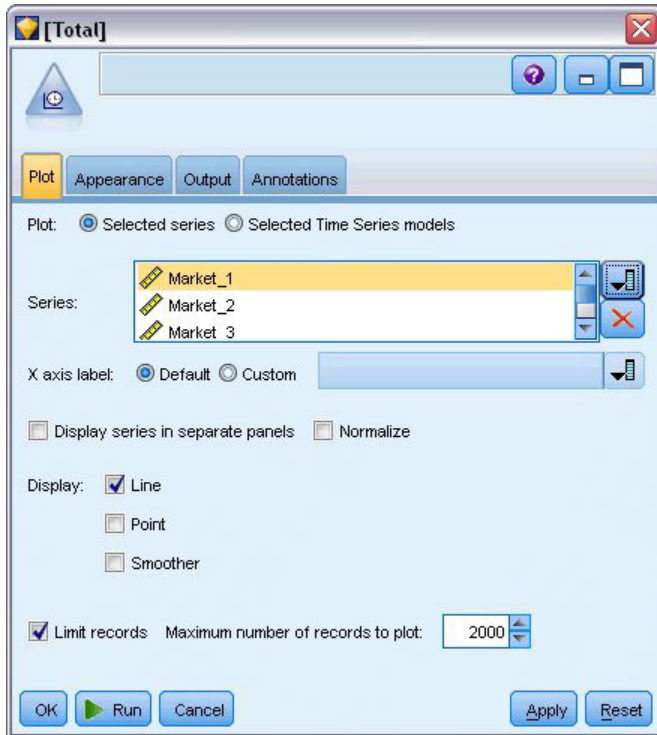 [Total]
Plot Appearance Output Annotations
Plot: Selected series Selected Time Series models
Series:
Market_1
Market_2
Market_3
X axis label: Default Custom
Display series in separate panels Normalize
Display: Line
Point
Smoother
Limit records Maximum number of records to plot: 2000
OK Run Cancel Apply Reset